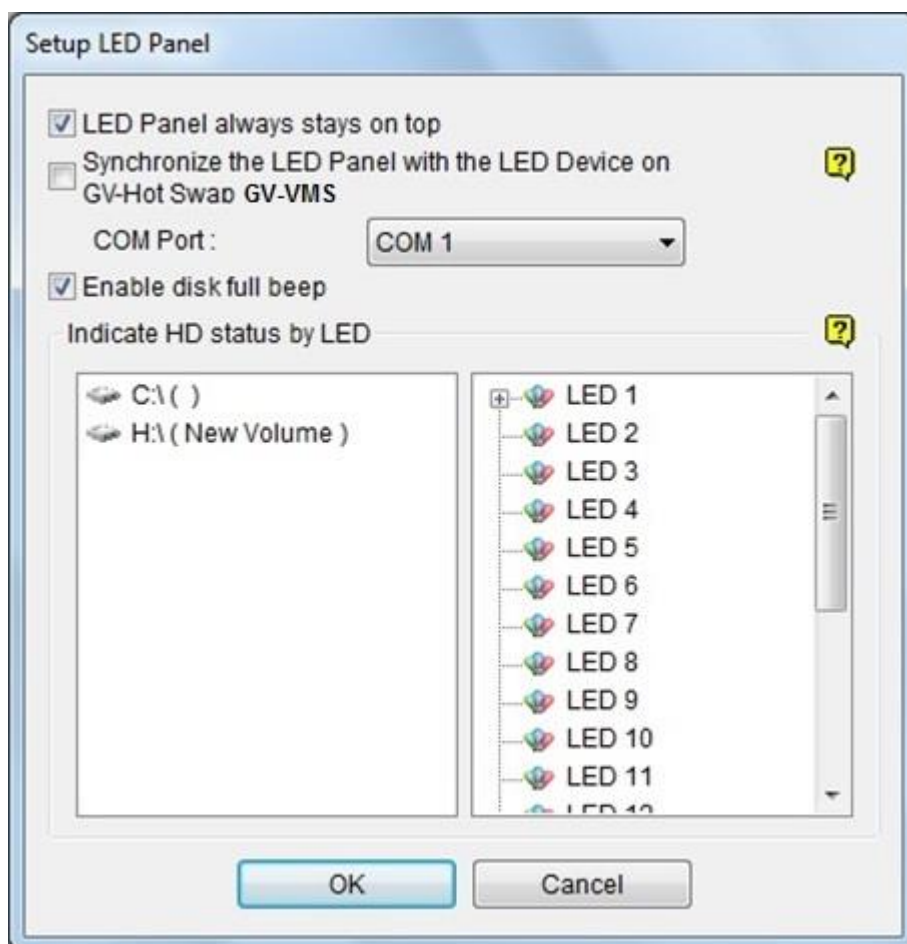 Setup LED Panel
LED Panel always stays on top
Synchronize the LED Panel with the LED Device on
GV-Hot Swap GV-VMS
COM Port :
COM 1
Enable disk full beep
Indicate HD status by LED
C:\ ( )
H:\ ( New Volume )
LED 1
LED 2
LED 3
LED 4
LED 5
LED 6
LED 7
LED 8
LED 9
LED 10
LED 11
LED 12
OK
Cancel